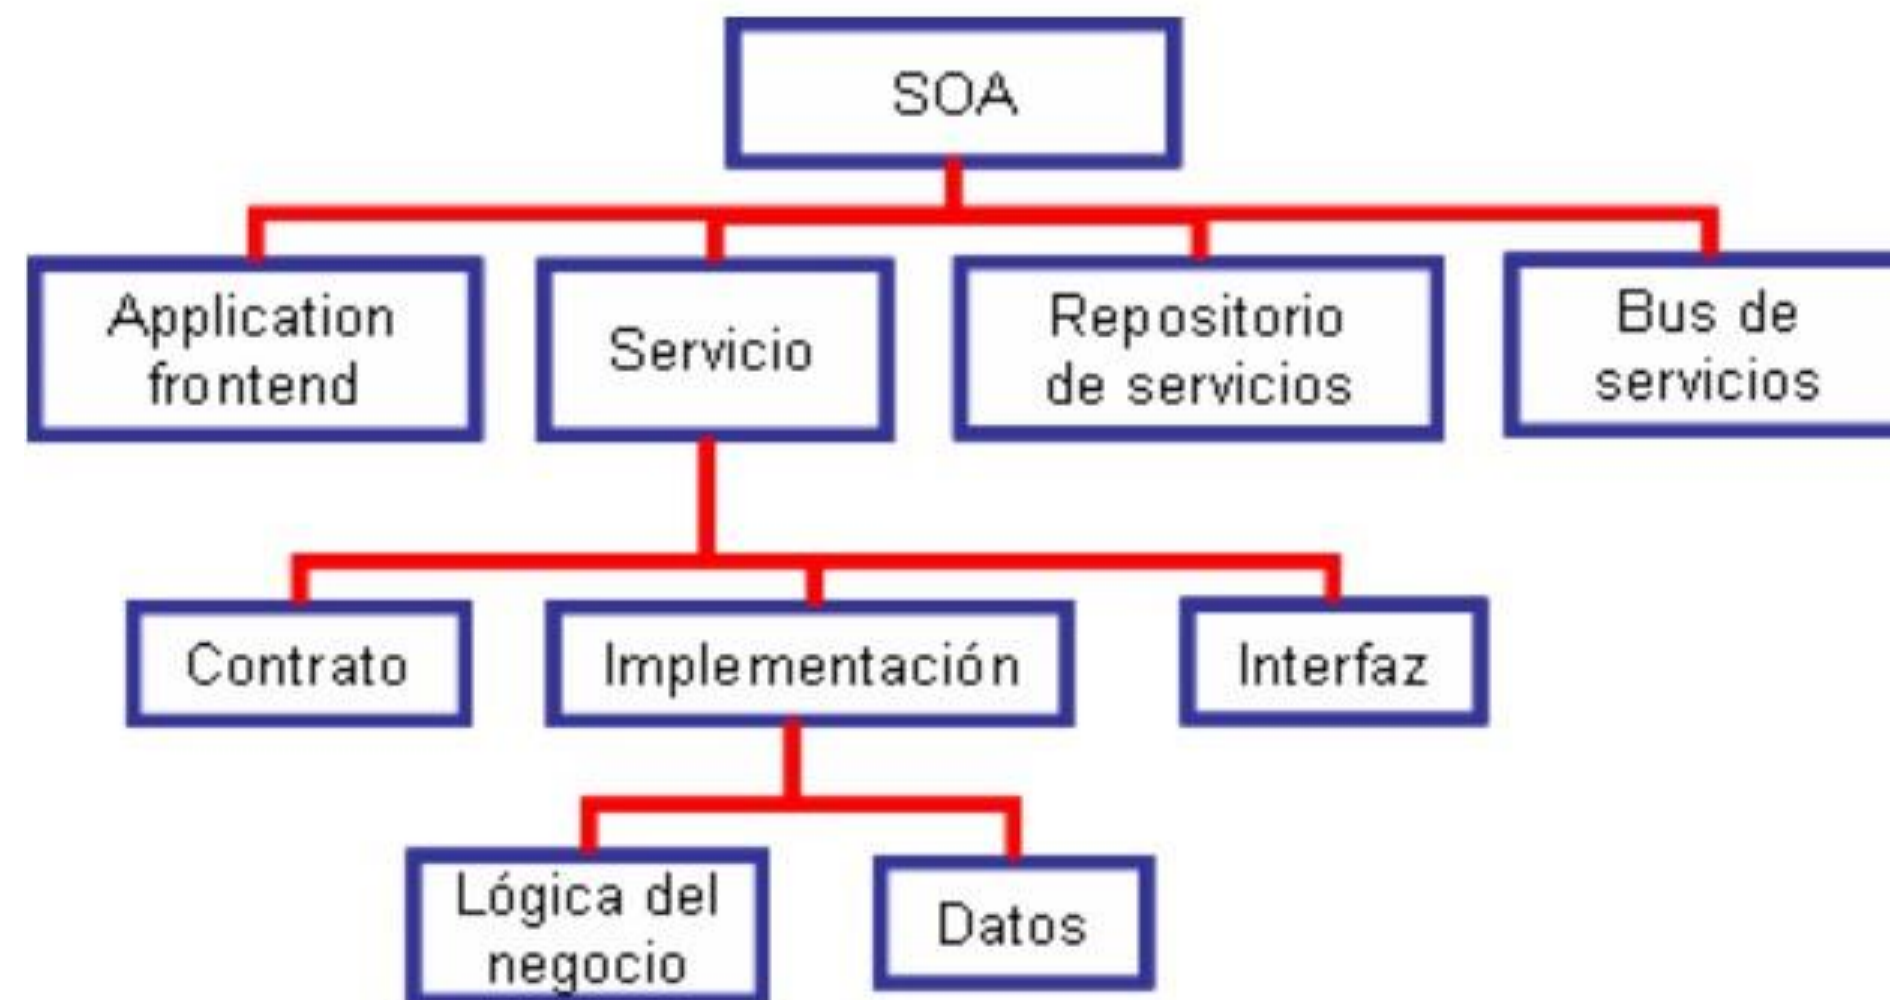 SOA
Application
frontend
Servicio
Repositorio
de servicios
Bus de
servicios
Contrato
Implementación
Interfaz
Lógica del
negocio
Datos